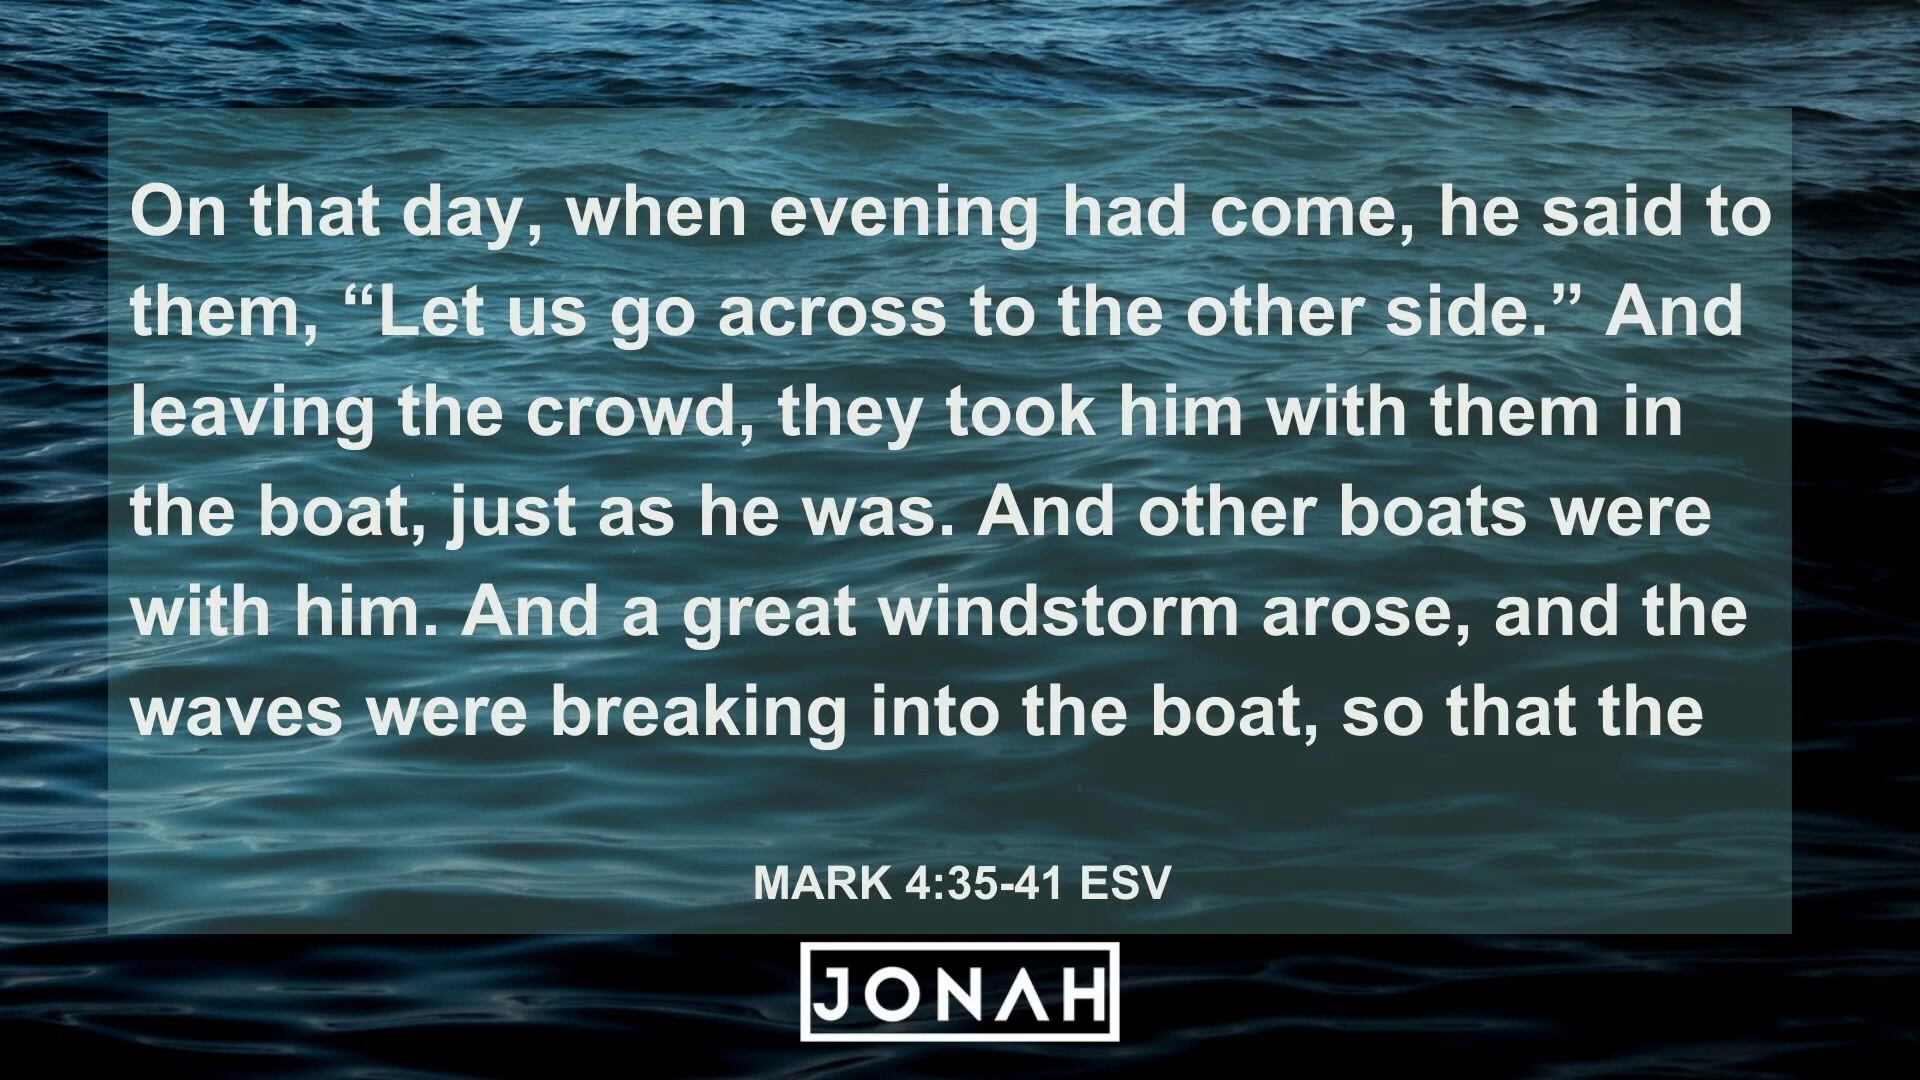 On that day, when evening had come, he said to
them, “Let us go across to the other side.” And
leaving the crowd, they took him with them in
the boat, just as he was. And other boats were
with him. And a great windstorm arose, and the
waves were breaking into the boat, so that the
MARK 4:35-41 ESV
JONAH